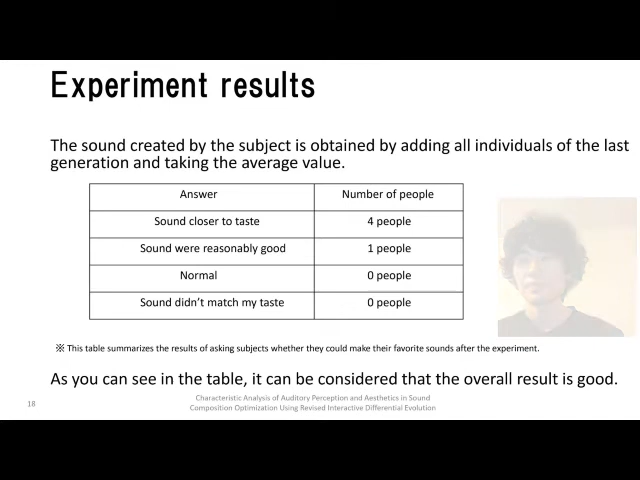 Experiment results
The sound created by the subject is obtained by adding all individuals of the last
generation and taking the average value.
Answer Number of people
Sound closer to taste 4 people
Sound were reasonably good 1 people
Normal 0 people
Sound didn't match my taste 0 people
※ This table summarizes the results of asking subjects whether they could make their favorite sounds after the experiment.
As you can see in the table, it can be considered that the overall result is good.
18
Characteristic Analysis of Auditory Perception and Aesthetics in Sound
Composition Optimization Using Revised Interactive Differential Evolution